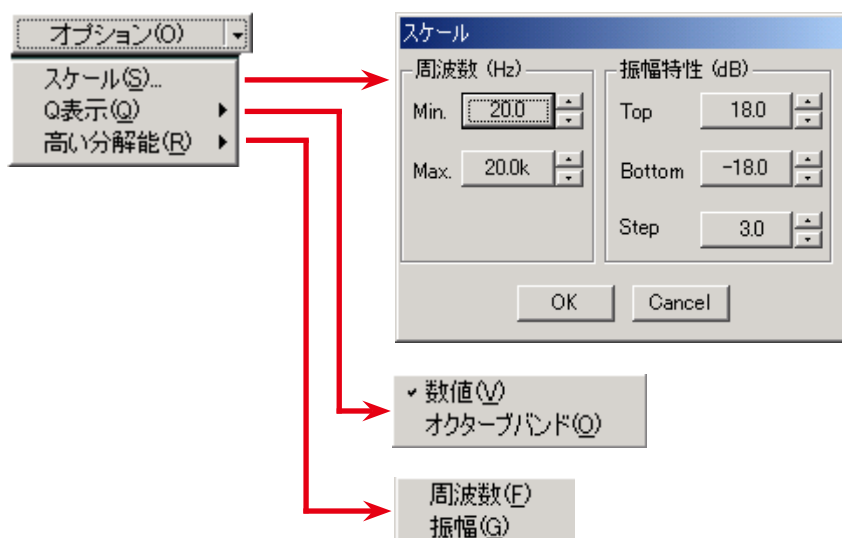 オプション(O)
スケール(S)...
Q表示(Q)
高い分解能(R)
スケール
周波数 (Hz)
Min. 20.0
Max. 20.0k
振幅特性 (dB)
Top 18.0
Bottom -18.0
Step 3.0
OK Cancel
数値(V)
オクターブバンド(O)
周波数(F)
振幅(G)